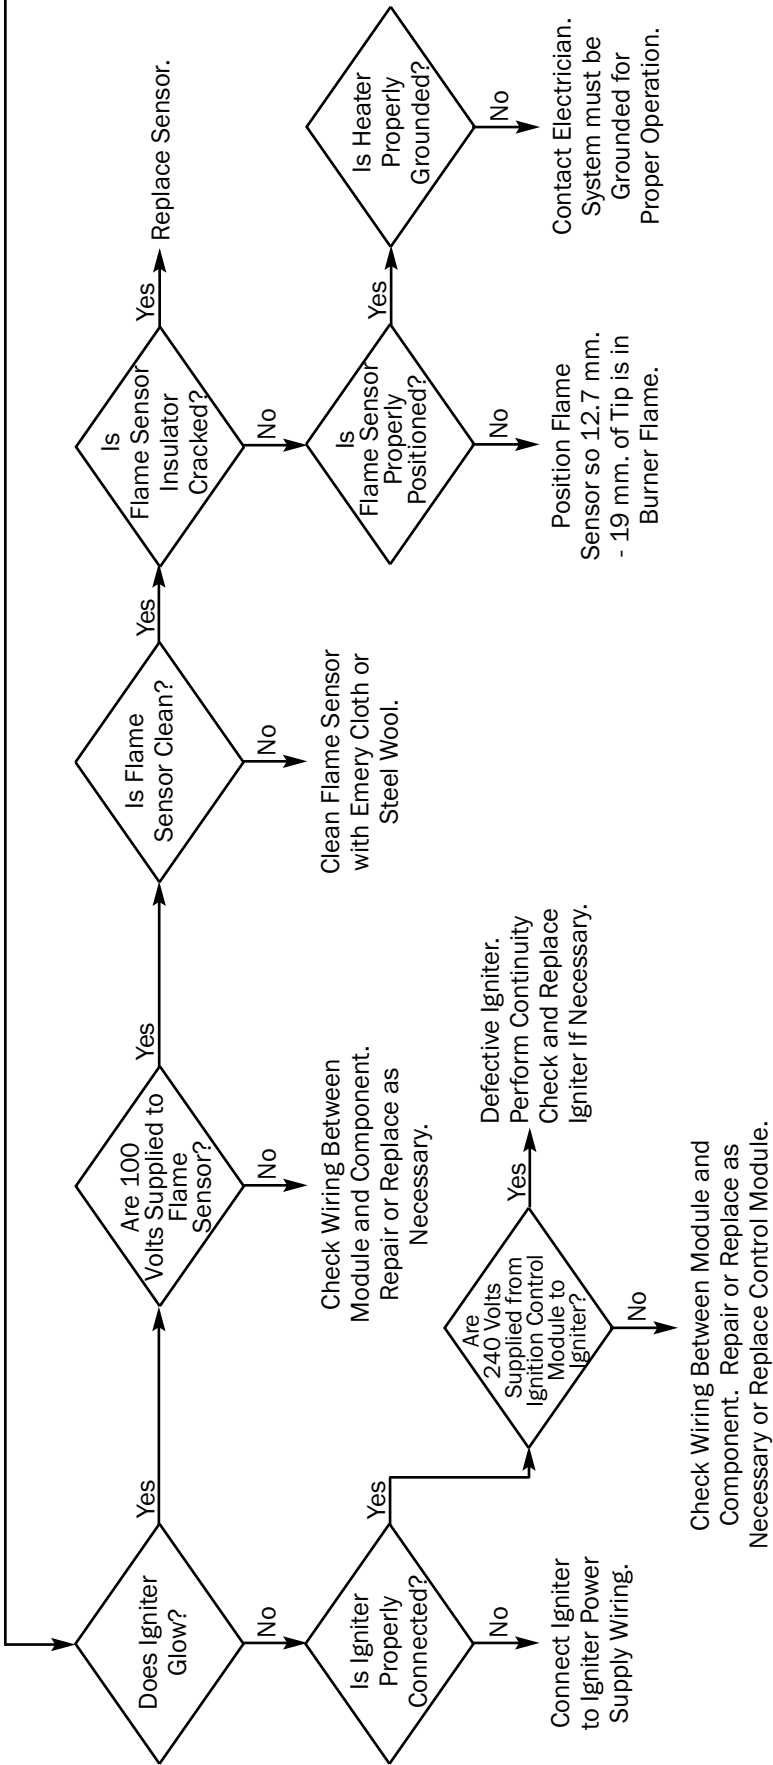 Does Igniter
Glow?
Yes
No
Are 100
Volts Supplied to
Flame
Sensor?
Yes
No
Check Wiring Between
Module and Component.
Repair or Replace as
Necessary.
Is Flame
Sensor Clean?
Yes
No
Clean Flame Sensor
with Emery Cloth or
Steel Wool.
Is
Flame Sensor
Insulator
Cracked?
Yes
Replace Sensor.
No
Is
Flame Sensor
Properly
Positioned?
Yes
No
Position Flame
Sensor so 12.7 mm.
- 19 mm. of Tip is in
Burner Flame.
Is Heater
Properly
Grounded?
No
Contact Electrician.
System must be
Grounded for
Proper Operation.
Is Igniter
Properly
Connected?
Yes
No
Connect Igniter
to Igniter Power
Supply Wiring.
Are
240 Volts
Supplied from
Ignition Control
Module to
Igniter?
Yes
Defective Igniter.
Perform Continuity
Check and Replace
Igniter If Necessary.
No
Check Wiring Between Module and
Component. Repair or Replace as
Necessary or Replace Control Module.